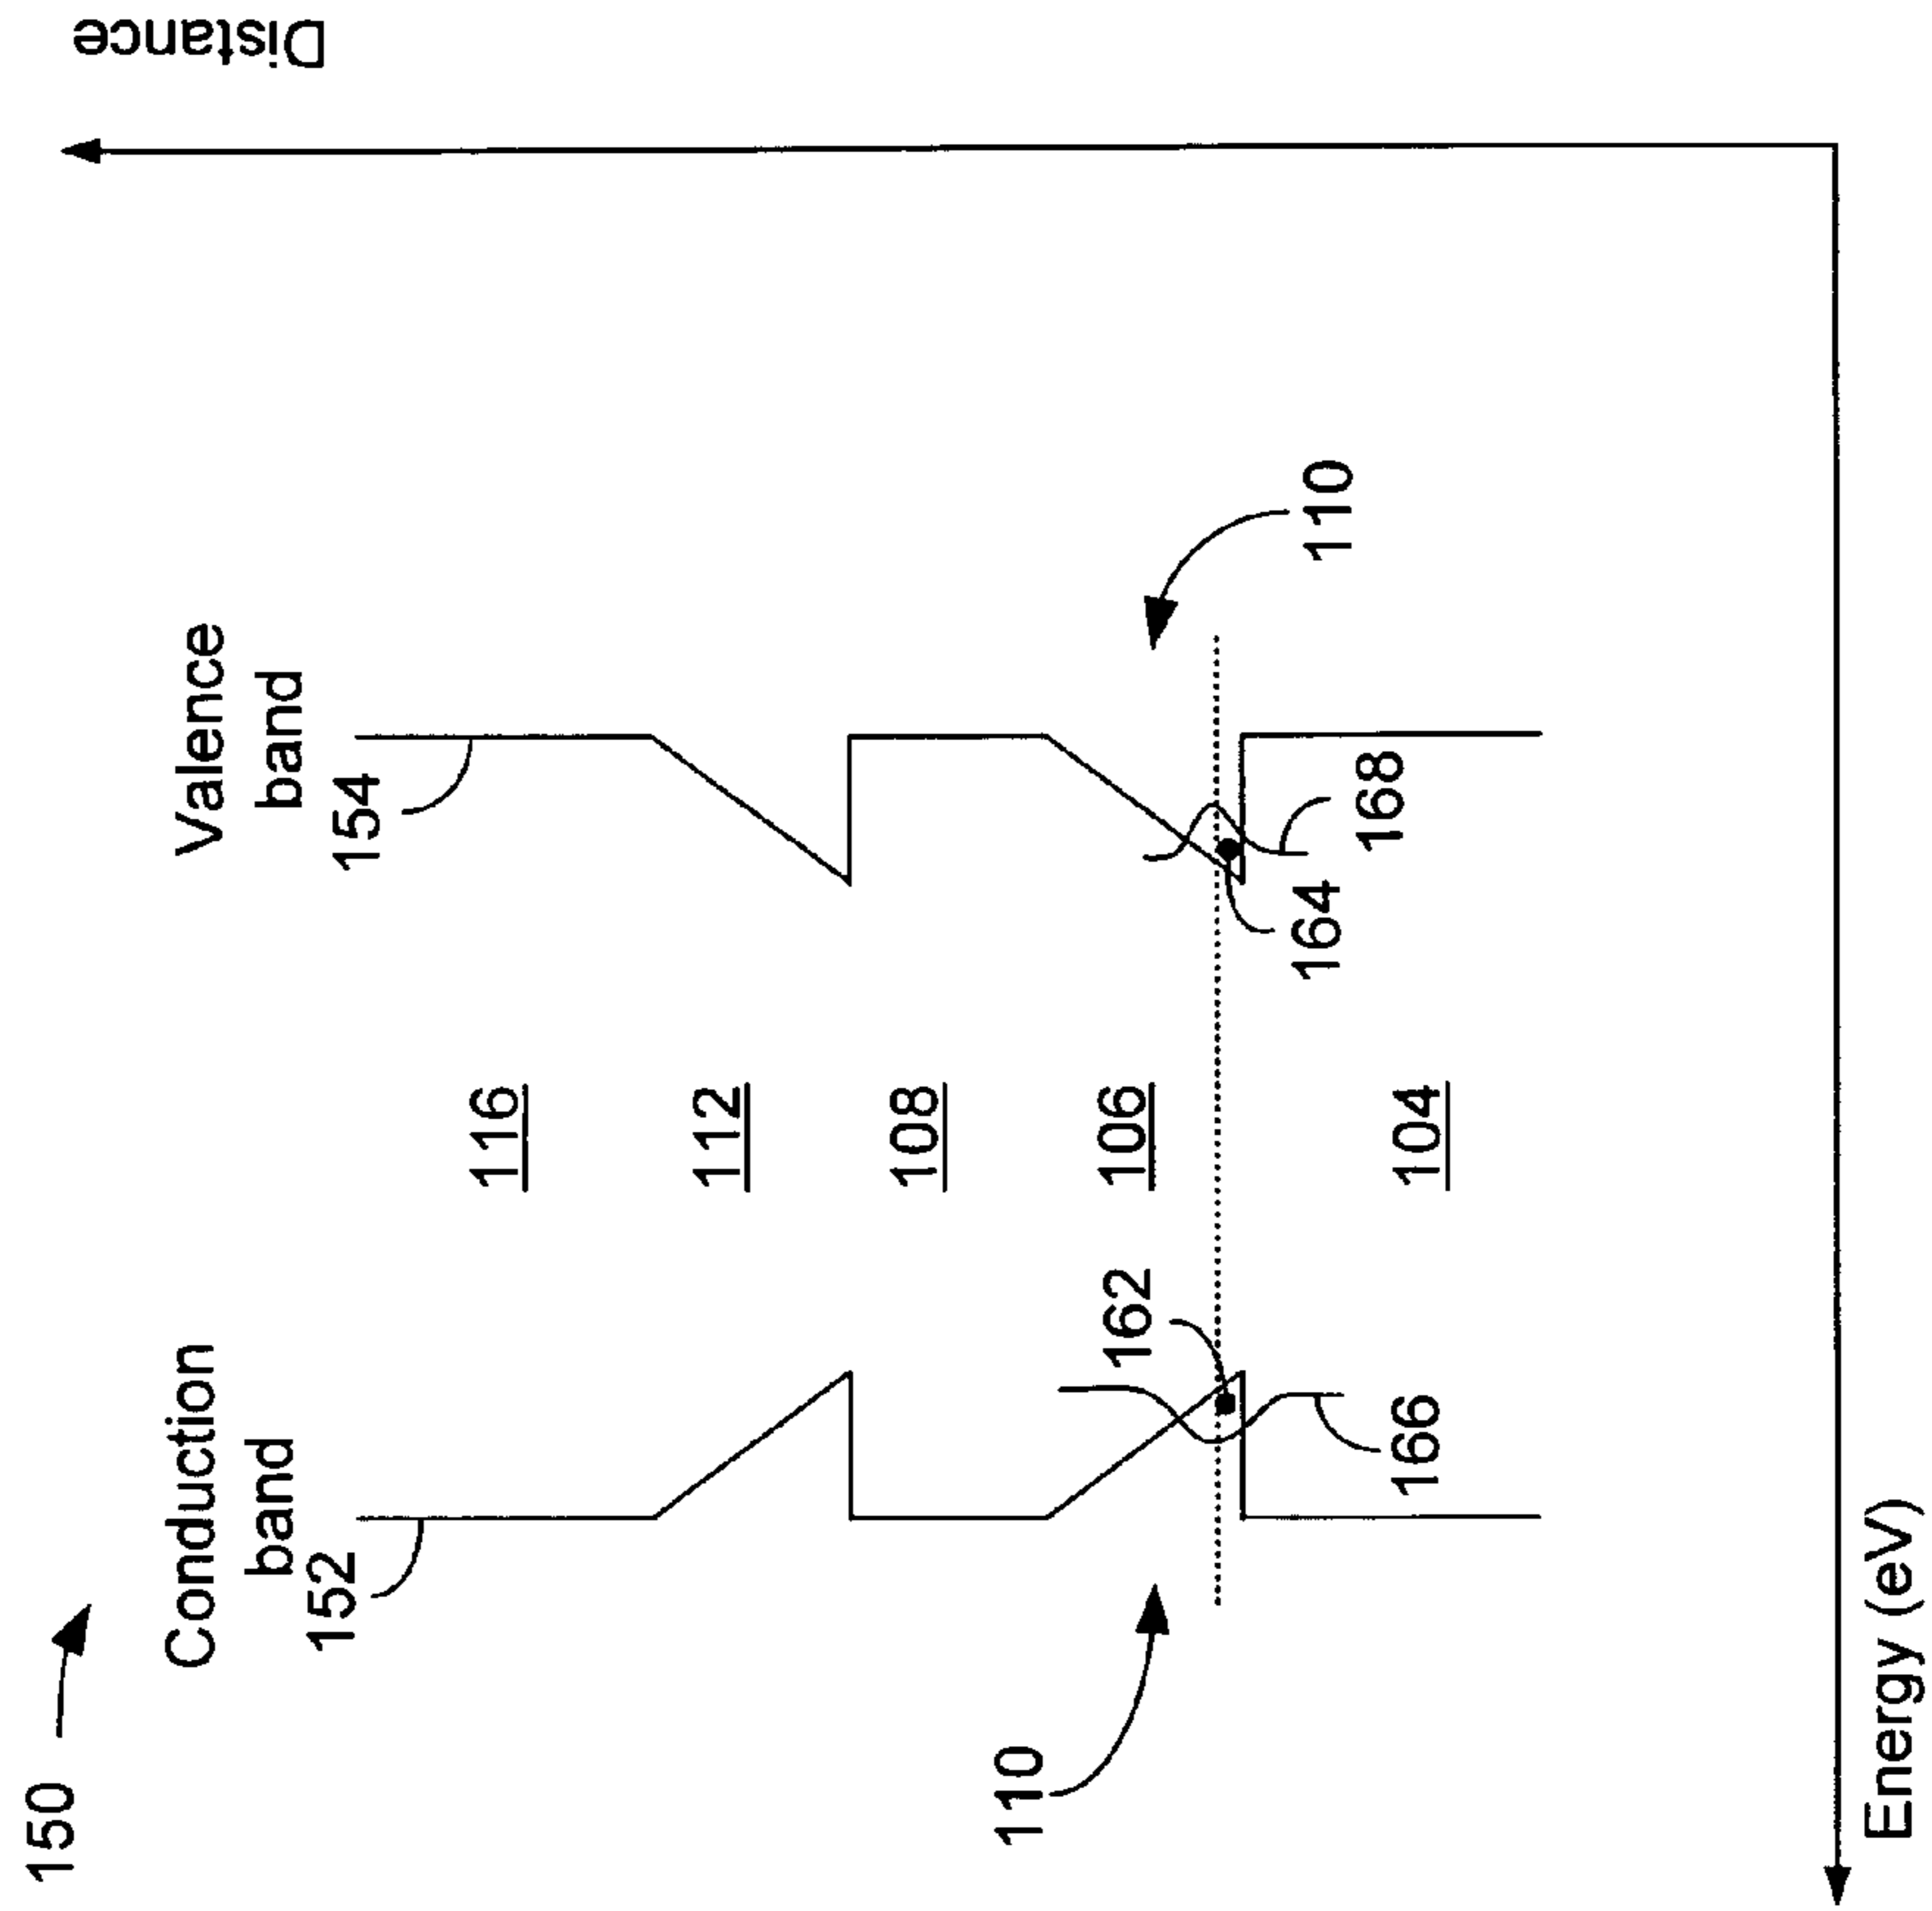 150
Conduction
band
152
Valence
band
154
110
162
166
164
168
110
116
112
108
106
104
Energy (eV)
Distance